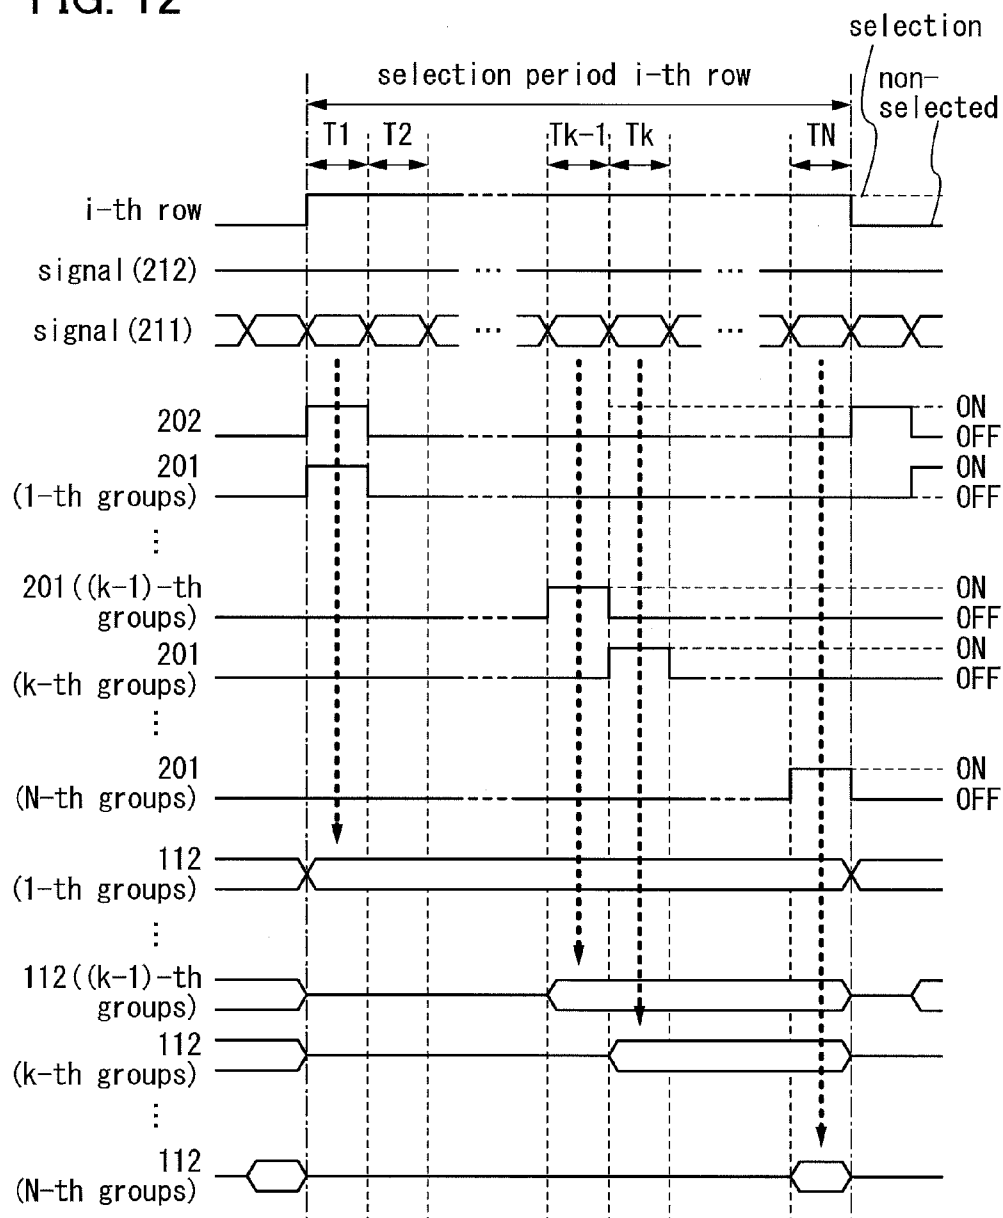 FIG. 12
selection
selection period i-th row
non-
selected
T1 T2 Tk-1 Tk TN
i-th row
signal(212) ... ...
signal(211) ... ...
202 ON
OFF
201 ON
(1-th groups) OFF
⋮
201((k-1)-th ON
groups) OFF
201 ON
(k-th groups) OFF
⋮
201 ON
(N-th groups) OFF
112
(1-th groups)
⋮
112((k-1)-th
groups)
112
(k-th groups)
⋮
112
(N-th groups)